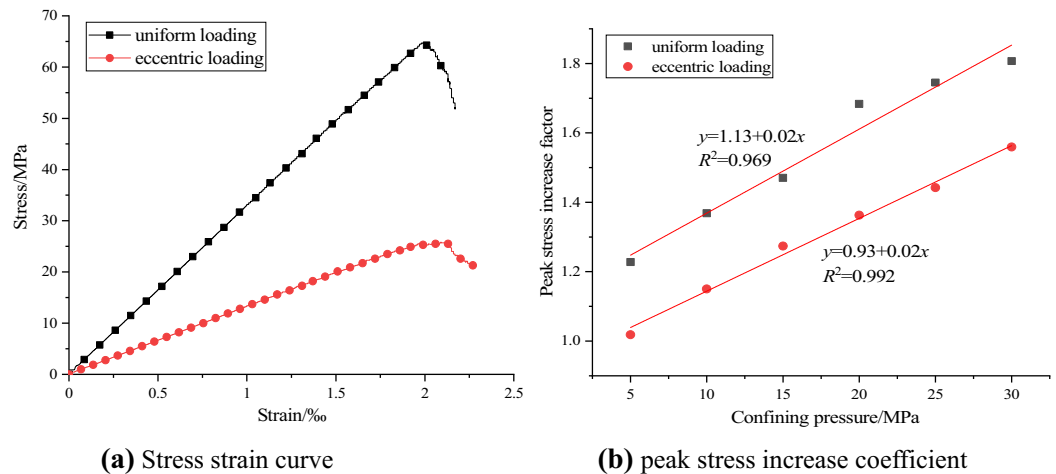 70
60
50
40
30
20
10
0
Stress/MPa
uniform loading
eccentric loading
0
0.5
1
1.5
2
2.5
Strain/‰
(a) Stress strain curve
1.8
1.6
1.4
1.2
1.0
Peak stress increase factor
uniform loading
eccentric loading
y=1.13+0.02x
R²=0.969
y=0.93+0.02x
R²=0.992
5
10
15
20
25
30
Confining pressure/MPa
(b) peak stress increase coefficient